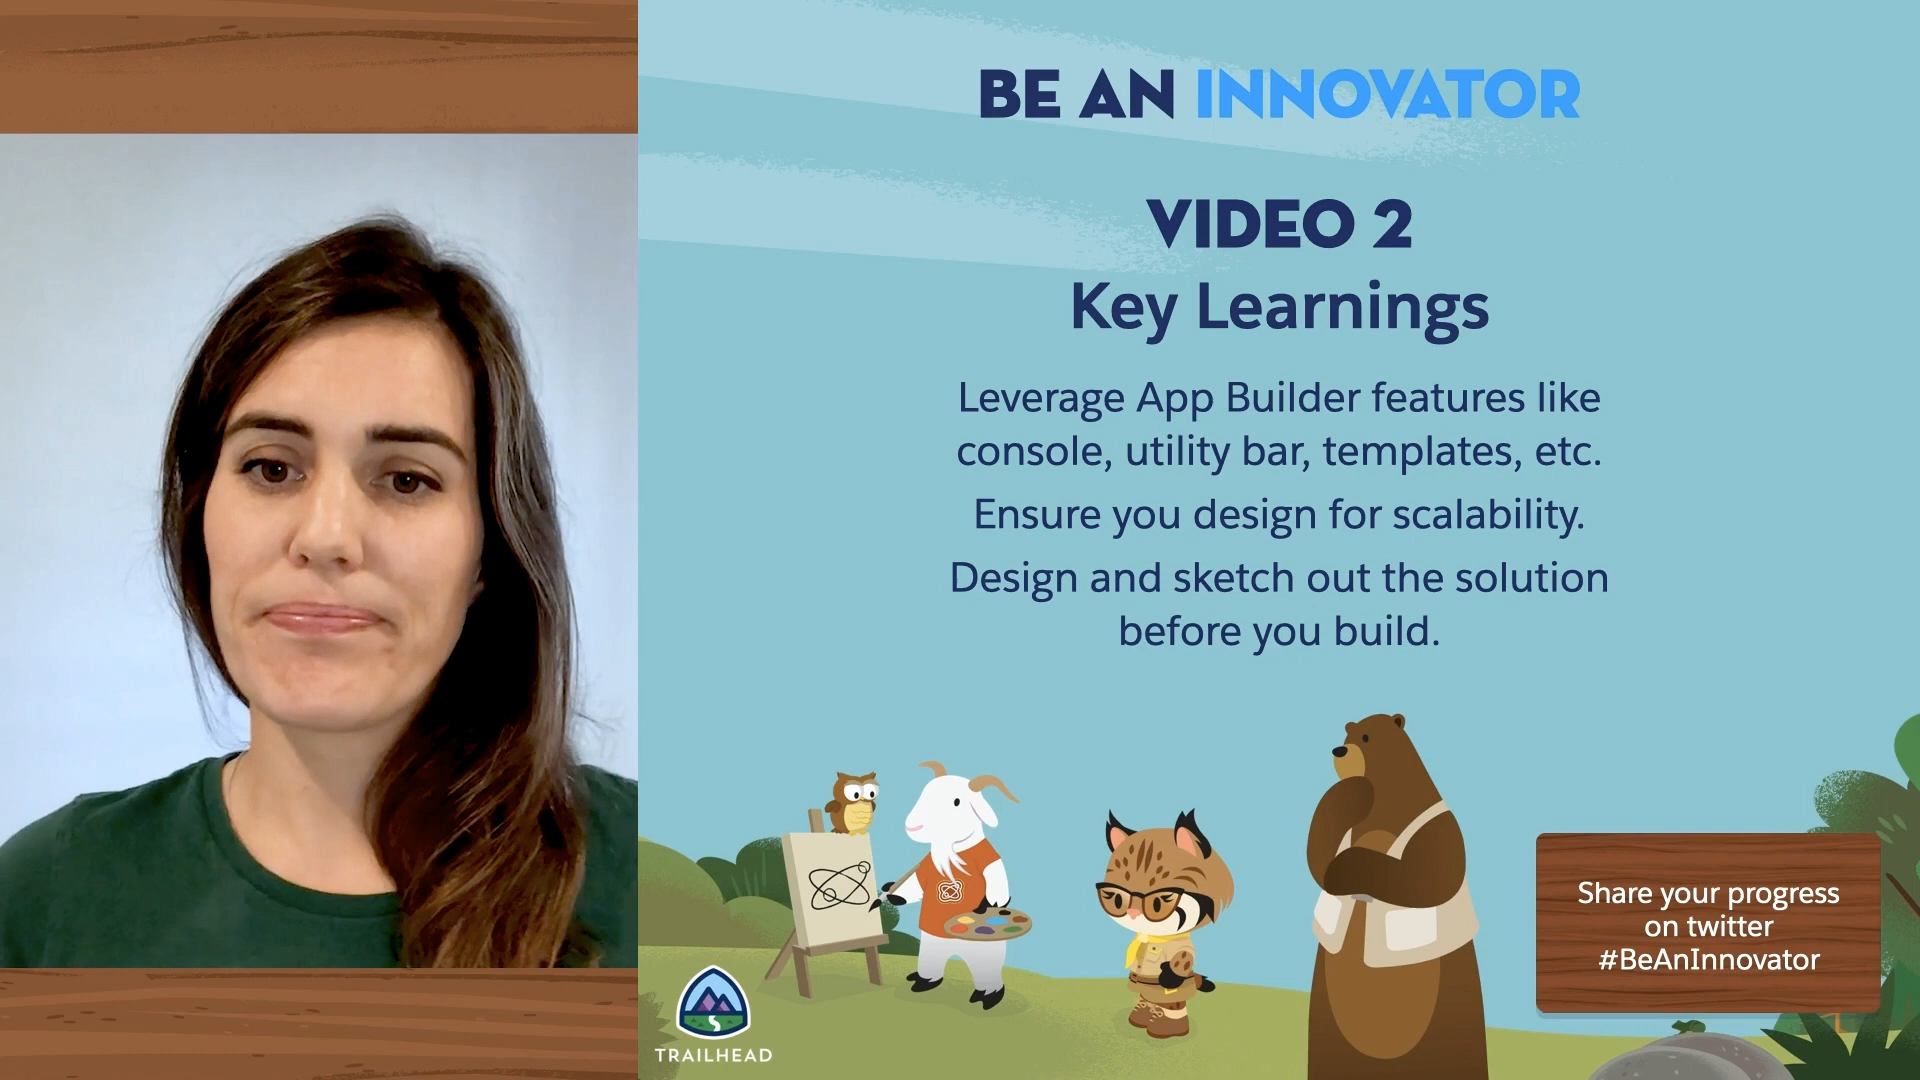 BE AN INNOVATOR
VIDEO 2
Key Learnings
Leverage App Builder features like
console, utility bar, templates, etc.
Ensure you design for scalability.
Design and sketch out the solution
before you build.
Share your progress
on twitter
#BeAnInnovator
TRAILHEAD